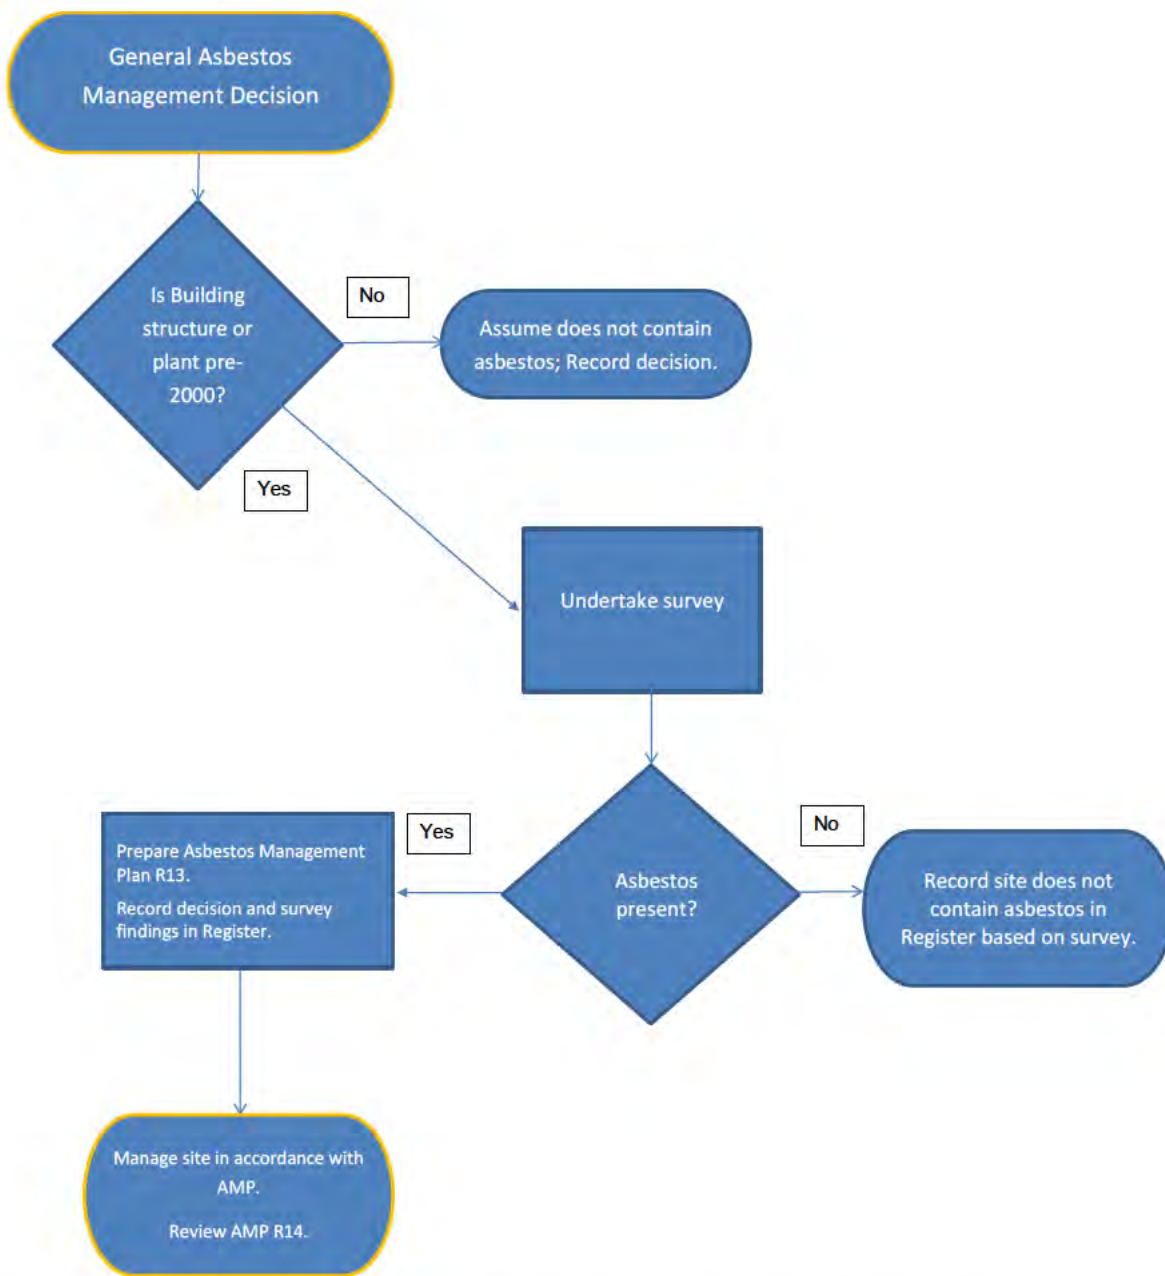 General Asbestos
Management Decision
Is Building
structure or
plant pre-
2000?
No
Assume does not contain
asbestos; Record decision.
Yes
Undertake survey
Asbestos
present?
Yes
No
Prepare Asbestos Management
Plan R13.
Record decision and survey
findings in Register.
Record site does not
contain asbestos in
Register based on survey.
Manage site in accordance with
AMP.
Review AMP R14.